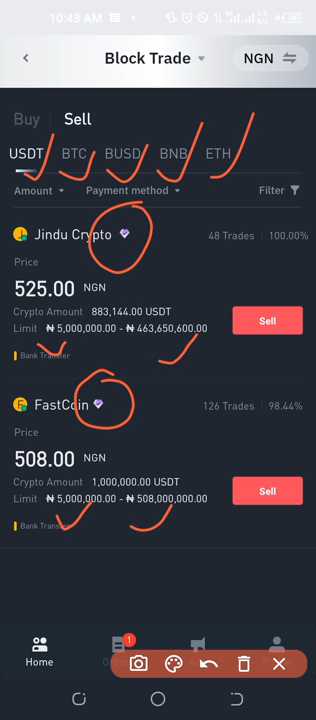 10:43 AM
Block Trade
NGN
Buy Sell
USDT BTC BUSD BNB ETH
Amount Payment method Filter
Jindu Crypto 48 Trades 100.00%
Price
525.00 NGN
Crypto Amount 883,144.00 USDT
Limit ₦ 5,000,000.00 - ₦ 463,650,600.00
Sell
Bank Transfer
FastCoin 126 Trades 98.44%
Price
508.00 NGN
Crypto Amount 1,000,000.00 USDT
Limit ₦ 5,000,000.00 - ₦ 508,000,000.00
Sell
Bank Transfer
1
Home